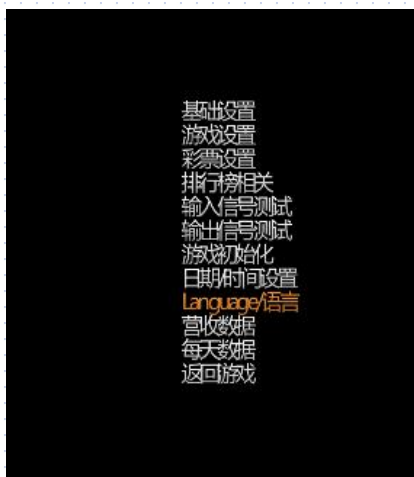 基础设置
游戏设置
彩票设置
排行榜相关
输入信号测试
输出信号测试
游戏初始化
日期/时间设置
Language/语言
营收数据
每天数据
返回游戏